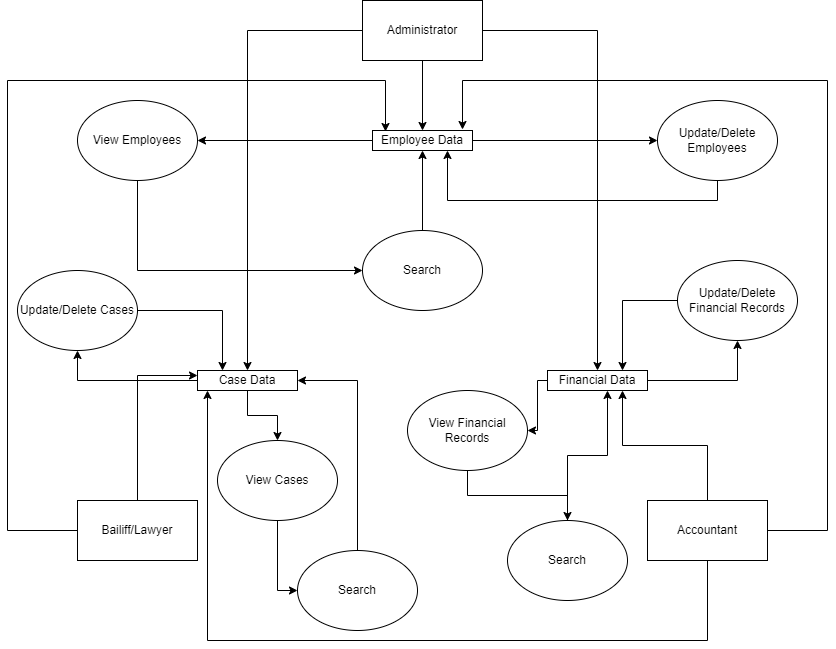 Administrator
View Employees
Employee Data
Update/Delete
Employees
Search
Update/Delete Cases
Update/Delete
Financial Records
Case Data
Financial Data
View Financial
Records
View Cases
Bailiff/Lawyer
Accountant
Search
Search